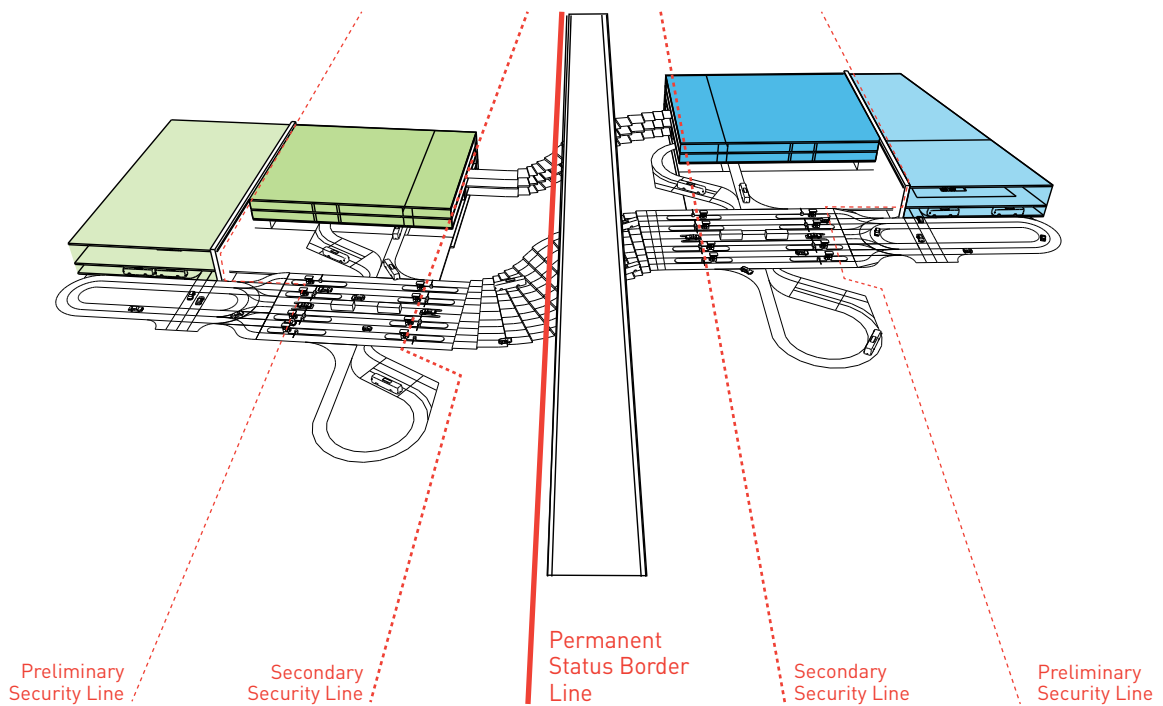 Preliminary
Security Line
Secondary
Security Line
Permanent
Status Border
Line
Secondary
Security Line
Preliminary
Security Line